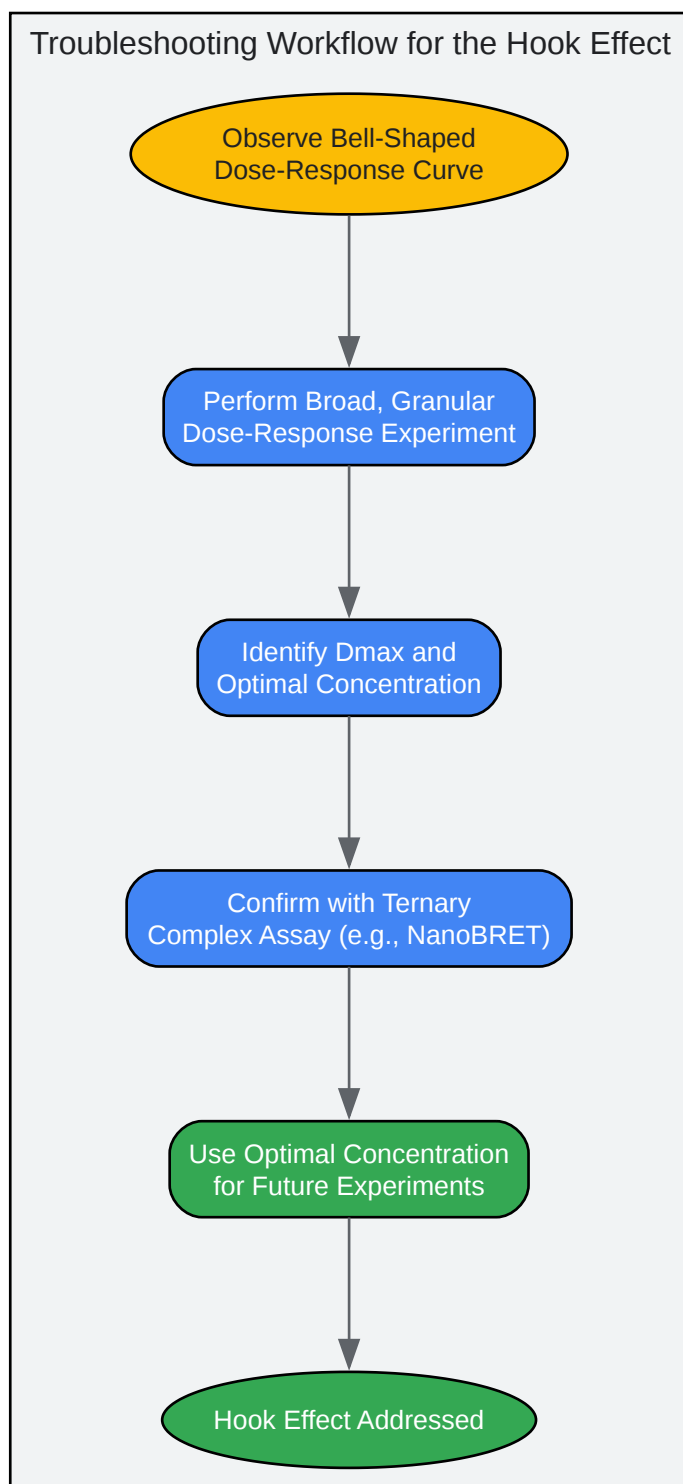 Troubleshooting Workflow for the Hook Effect
Observe Bell-Shaped
Dose-Response Curve
Perform Broad, Granular
Dose-Response Experiment
Identify Dmax and
Optimal Concentration
Confirm with Ternary
Complex Assay (e.g., NanoBRET)
Use Optimal Concentration
for Future Experiments
Hook Effect Addressed